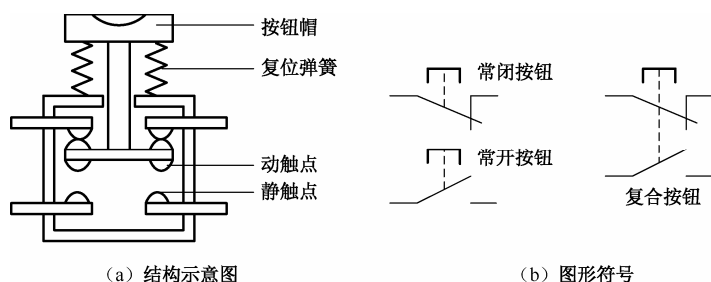 按钮帽
复位弹簧
动触点
静触点
（a）结构示意图
常闭按钮
常开按钮
复合按钮
（b）图形符号